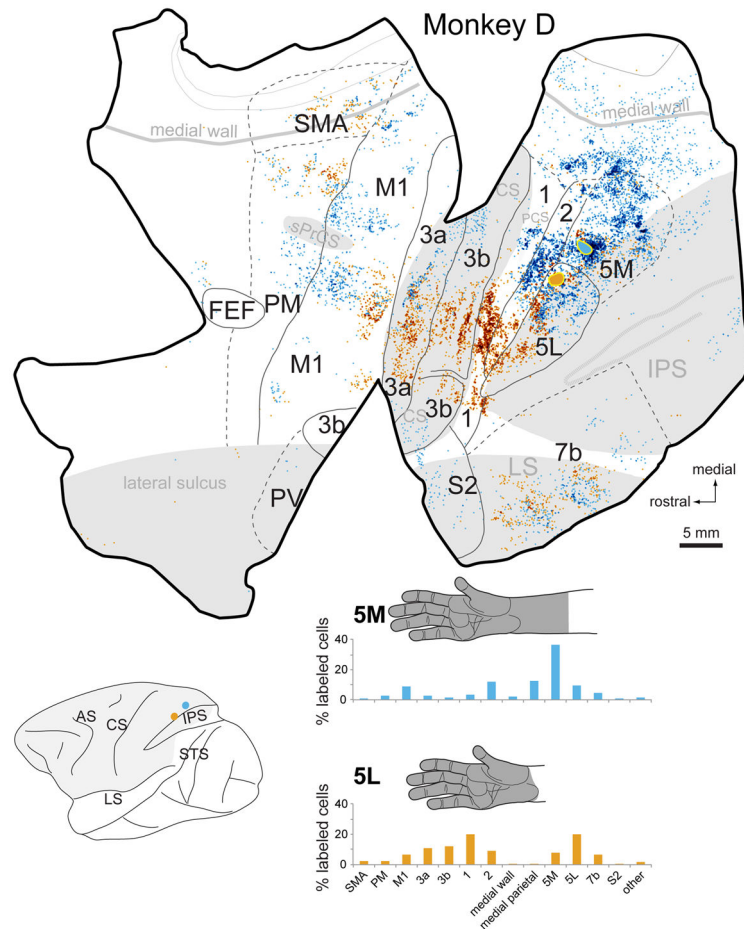 Monkey D
medial wall
SMA
medial wall
M1
CS
1
PCS
2
3a
3b
sPrCS
5M
FEF
PM
5L
IPS
M1
3a
CS
3b
1
3b
7b
LS
lateral sulcus
S2
PV
medial
rostral
5 mm
5M
% labeled cells
40
20
0
AS
CS
IPS
STS
LS
5L
% labeled cells
40
20
0
SMA
PM
M1
3a
3b
1
2
medial wall
medial parietal
5M
5L
7b
S2
other